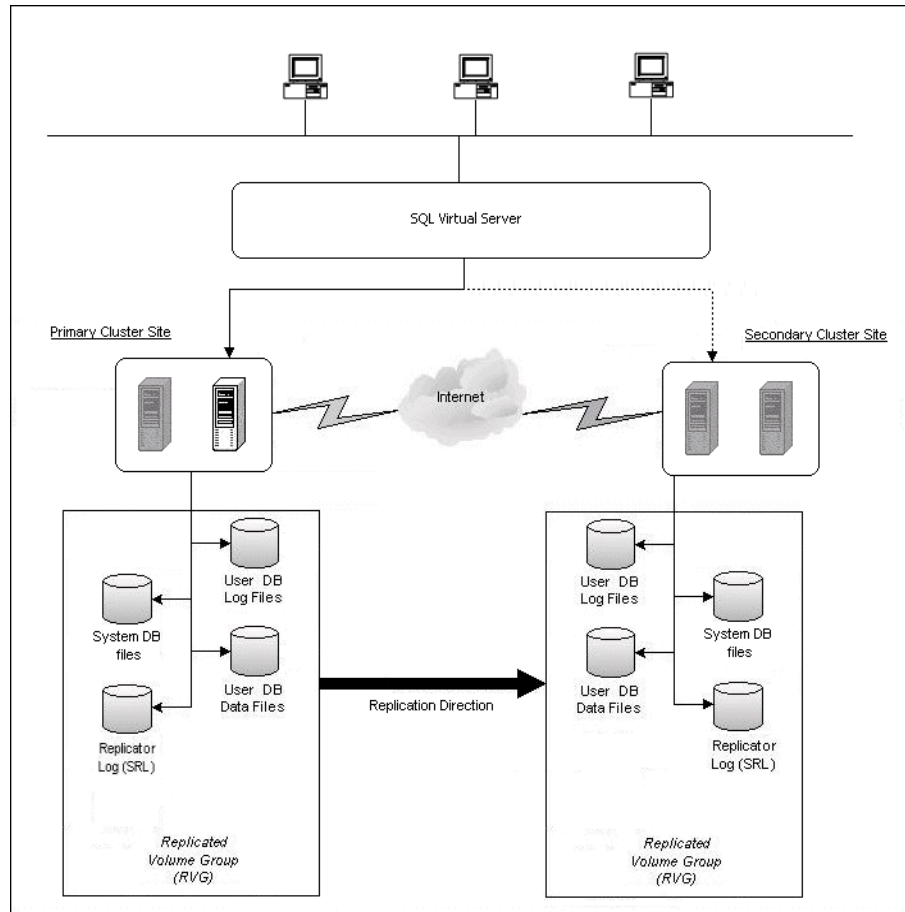 SQL Virtual Server
Primary Cluster Site
Secondary Cluster Site
Internet
User DB
Log Files
System DB
files
User DB
Data Files
Replicator
Log (SRL)
Replicated
Volume Group
(RVG)
Replication Direction
User DB
Log Files
System DB
files
User DB
Data Files
Replicator
Log (SRL)
Replicated
Volume Group
(RVG)